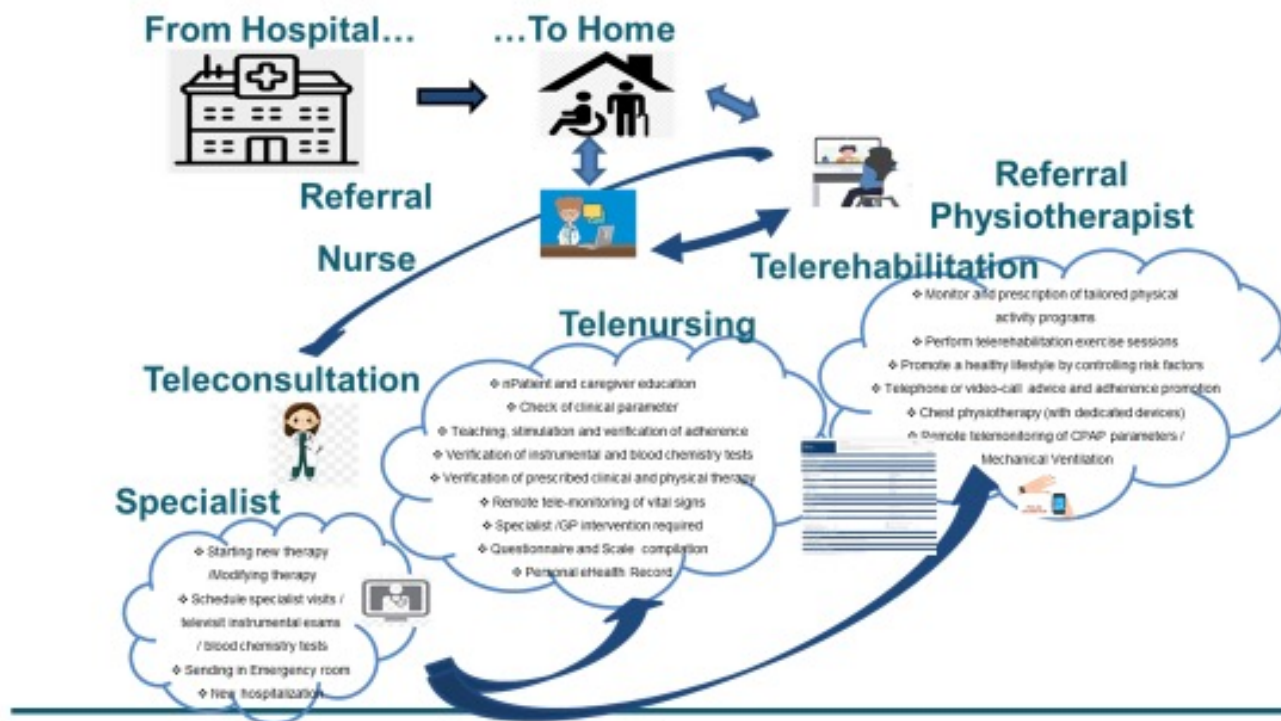 From Hospital...
...To Home
Referral
Nurse
Referral
Physiotherapist
Telerehabilitation
❖ Monitor and prescription of tailored physical
activity programs
❖ Perform telerehabilitation exercise sessions
❖ Promote a healthy lifestyle by controlling risk factors
❖ Telephone or video-call advice and adherence promotion
❖ Chest physiotherapy (with dedicated devices)
❖ Remote telemonitoring of CPAP parameters /
Mechanical Ventilation
Telenursing
❖ nPatient and caregiver education
❖ Check of clinical parameter
❖ Teaching, stimulation and verification of adherence
❖ Verification of instrumental and blood chemistry tests
❖ Verification of prescribed clinical and physical therapy
❖ Remote tele-monitoring of vital signs
❖ Specialist /GP intervention required
❖ Questionnaire and Scale compilation
❖ Personal eHealth Record
Teleconsultation
Specialist
❖ Starting new therapy
/Modifying therapy
❖ Schedule specialist visits /
televisit instrumental exams
/ blood chemistry tests
❖ Sending in Emergency room
❖ New hospitalization